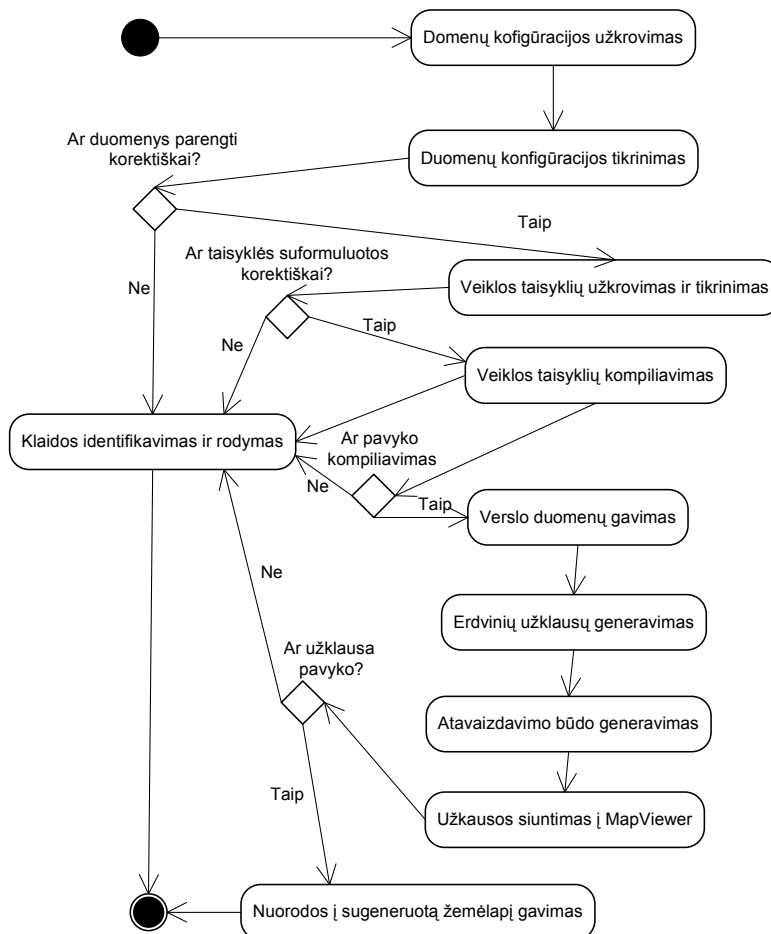 Domenų kofigūracijos užkrovimas
Ar duomenys parengti
korektiškai?
Duomenų konfigūracijos tikrinimas
Taip
Ne
Ar taisyklės suformuluotos
korektiškai?
Veiklos taisyklių užkrovimas ir tikrinimas
Taip
Ne
Veiklos taisyklių kompiliavimas
Klaidos identifikavimas ir rodymas
Ar pavyko
kompiliavimas
Ne
Taip
Verslo duomenų gavimas
Ne
Erdvinių užklausų generavimas
Ar užklausa
pavyko?
Atavaizdavimo būdo generavimas
Taip
Užkausos siuntimas į MapViewer
Nuorodos į sugeneruotą žemėlapį gavimas